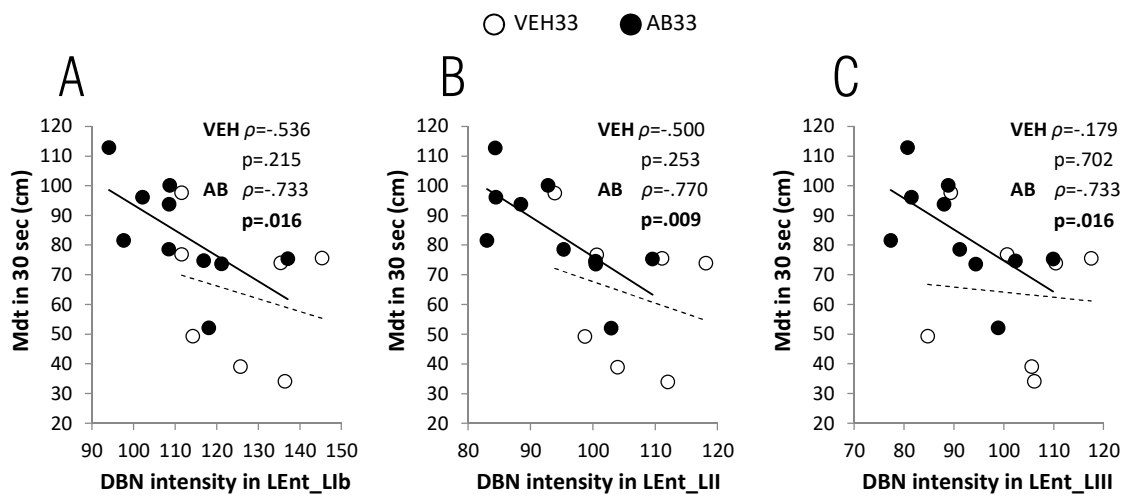 VEH33 AB33
A
120
110
100
90
80
70
60
50
40
30
20
Mdt in 30 sec (cm)
VEH ρ=-.536
p=.215
AB ρ=-.733
p=.016
90 100 110 120 130 140 150
DBN intensity in LEnt_LIb
B
120
110
100
90
80
70
60
50
40
30
20
Mdt in 30 sec (cm)
VEH ρ=-.500
p=.253
AB ρ=-.770
p=.009
80 90 100 110 120
DBN intensity in LEnt_LII
C
120
110
100
90
80
70
60
50
40
30
20
Mdt in 30 sec (cm)
VEH ρ=-.179
p=.702
AB ρ=-.733
p=.016
70 80 90 100 110 120
DBN intensity in LEnt_LIII